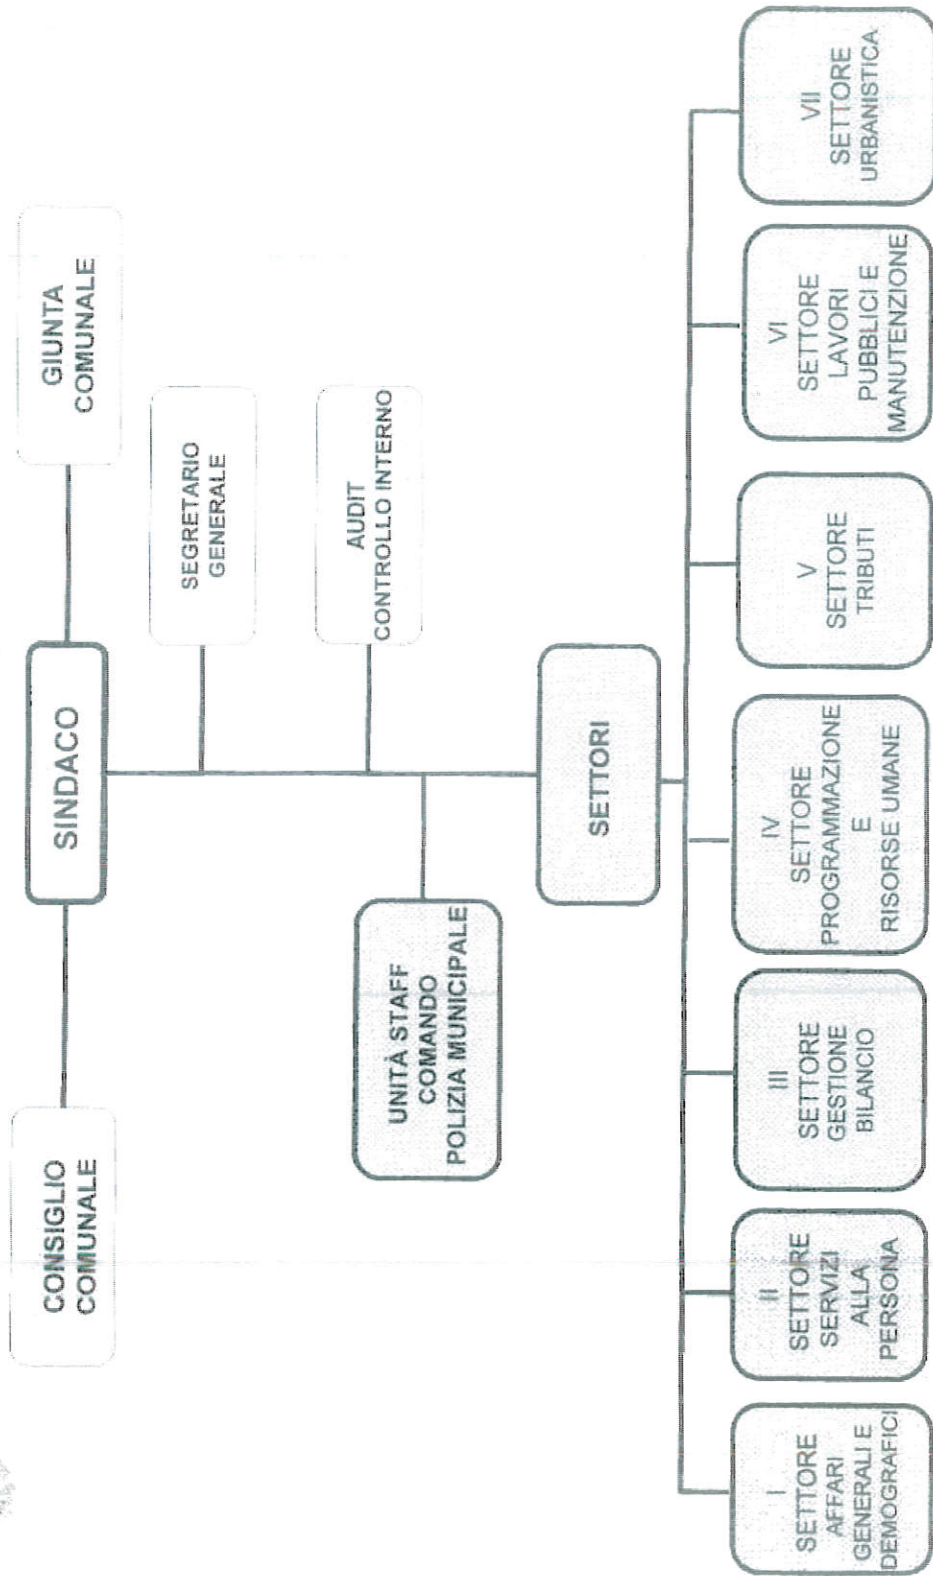 CONSIGLIO
COMUNALE
SINDACO
GIUNTA
COMUNALE
SEGRETARIO
GENERALE
AUDIT
CONTROLLO INTERNO
UNITÀ STAFF
COMANDO
POLIZIA MUNICIPALE
SETTORI
I
SETTORE
AFFARI
GENERALI E
DEMOGRAFICI
II
SETTORE
SERVIZI
ALLA
PERSONA
III
SETTORE
GESTIONE
BILANCIO
IV
SETTORE
PROGRAMMAZIONE
E
RISORSE UMANE
V
SETTORE
TRIBUTI
VI
SETTORE
LAVORI
PUBBLICI E
MANUTENZIONE
VII
SETTORE
URBANISTICA